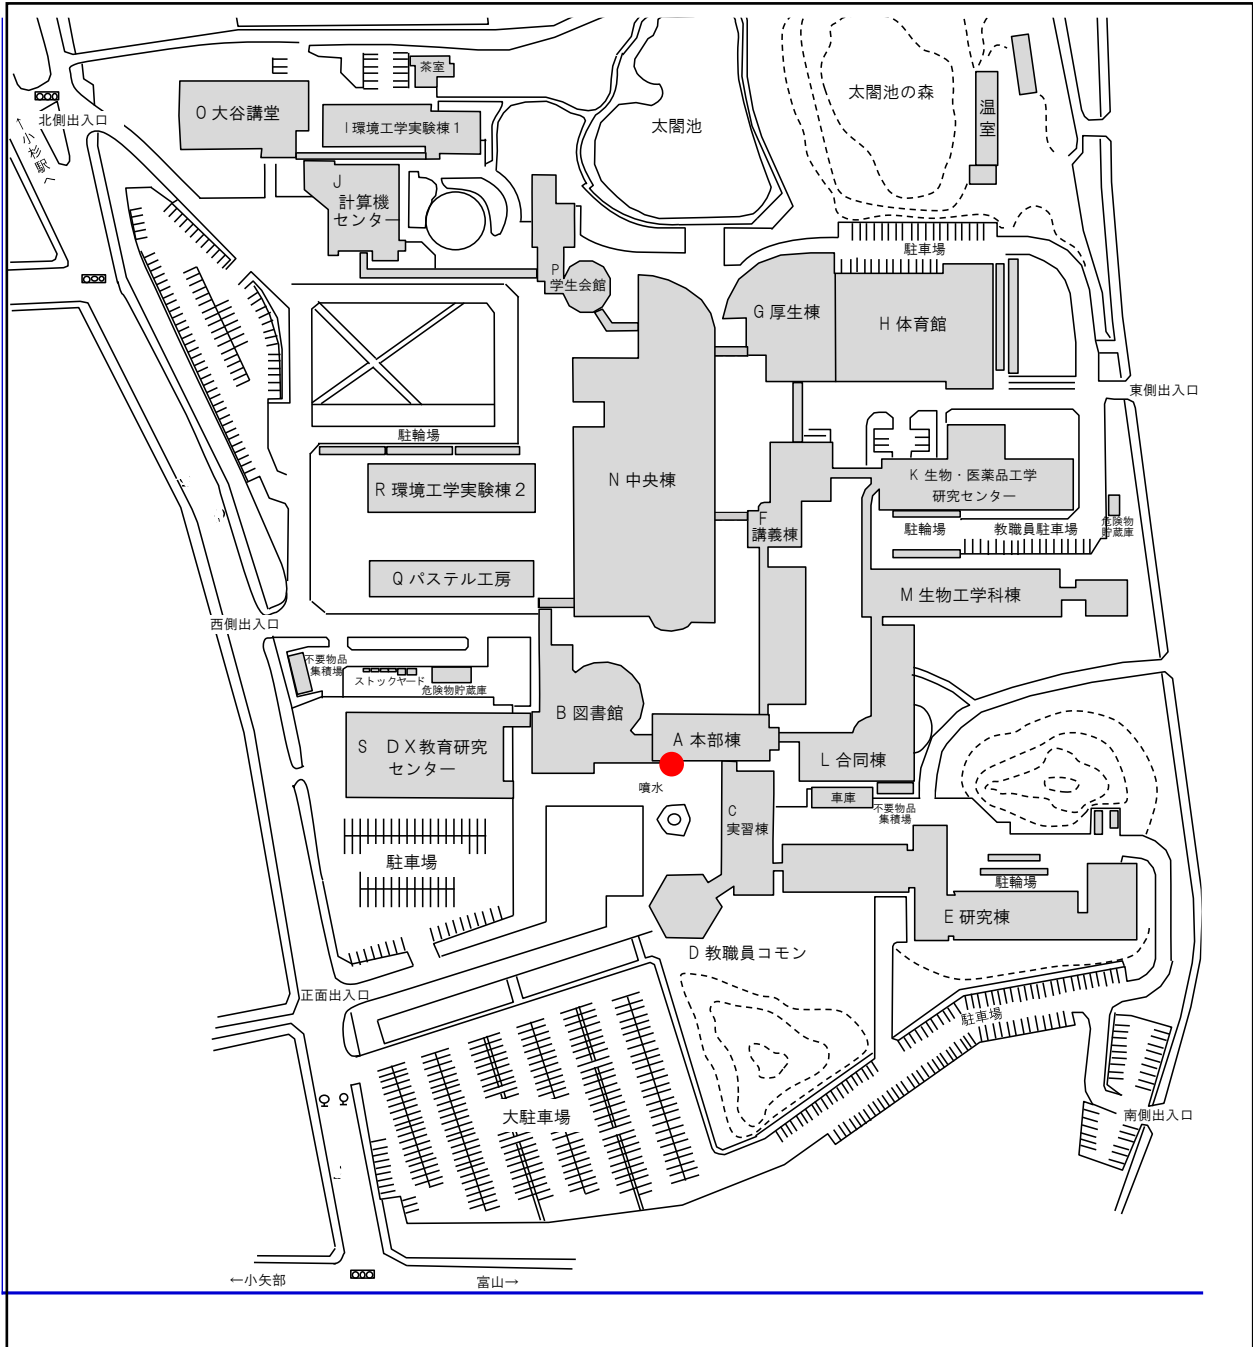 茶室
太閤池の森
温室
O 大谷講堂
I 環境工学実験棟1
太閤池
北側出入口
←小杉駅へ
J
計算機
センター
駐車場
P
学生会館
G 厚生棟
H 体育館
東側出入口
駐輪場
N 中央棟
K 生物・医薬品工学
研究センター
R 環境工学実験棟2
F
講義棟
駐輪場
教職員駐車場
危険物
貯蔵庫
Q パステル工房
M 生物工学科棟
西側出入口
不要物品
集積場
ストックヤード
危険物貯蔵庫
B 図書館
S DX教育研究
センター
A 本部棟
L 合同棟
噴水
車庫
不要物品
集積場
C
実習棟
駐車場
駐輪場
E 研究棟
D 教職員コモン
正面出入口
駐車場
大駐車場
南側出入口
←小矢部
富山→